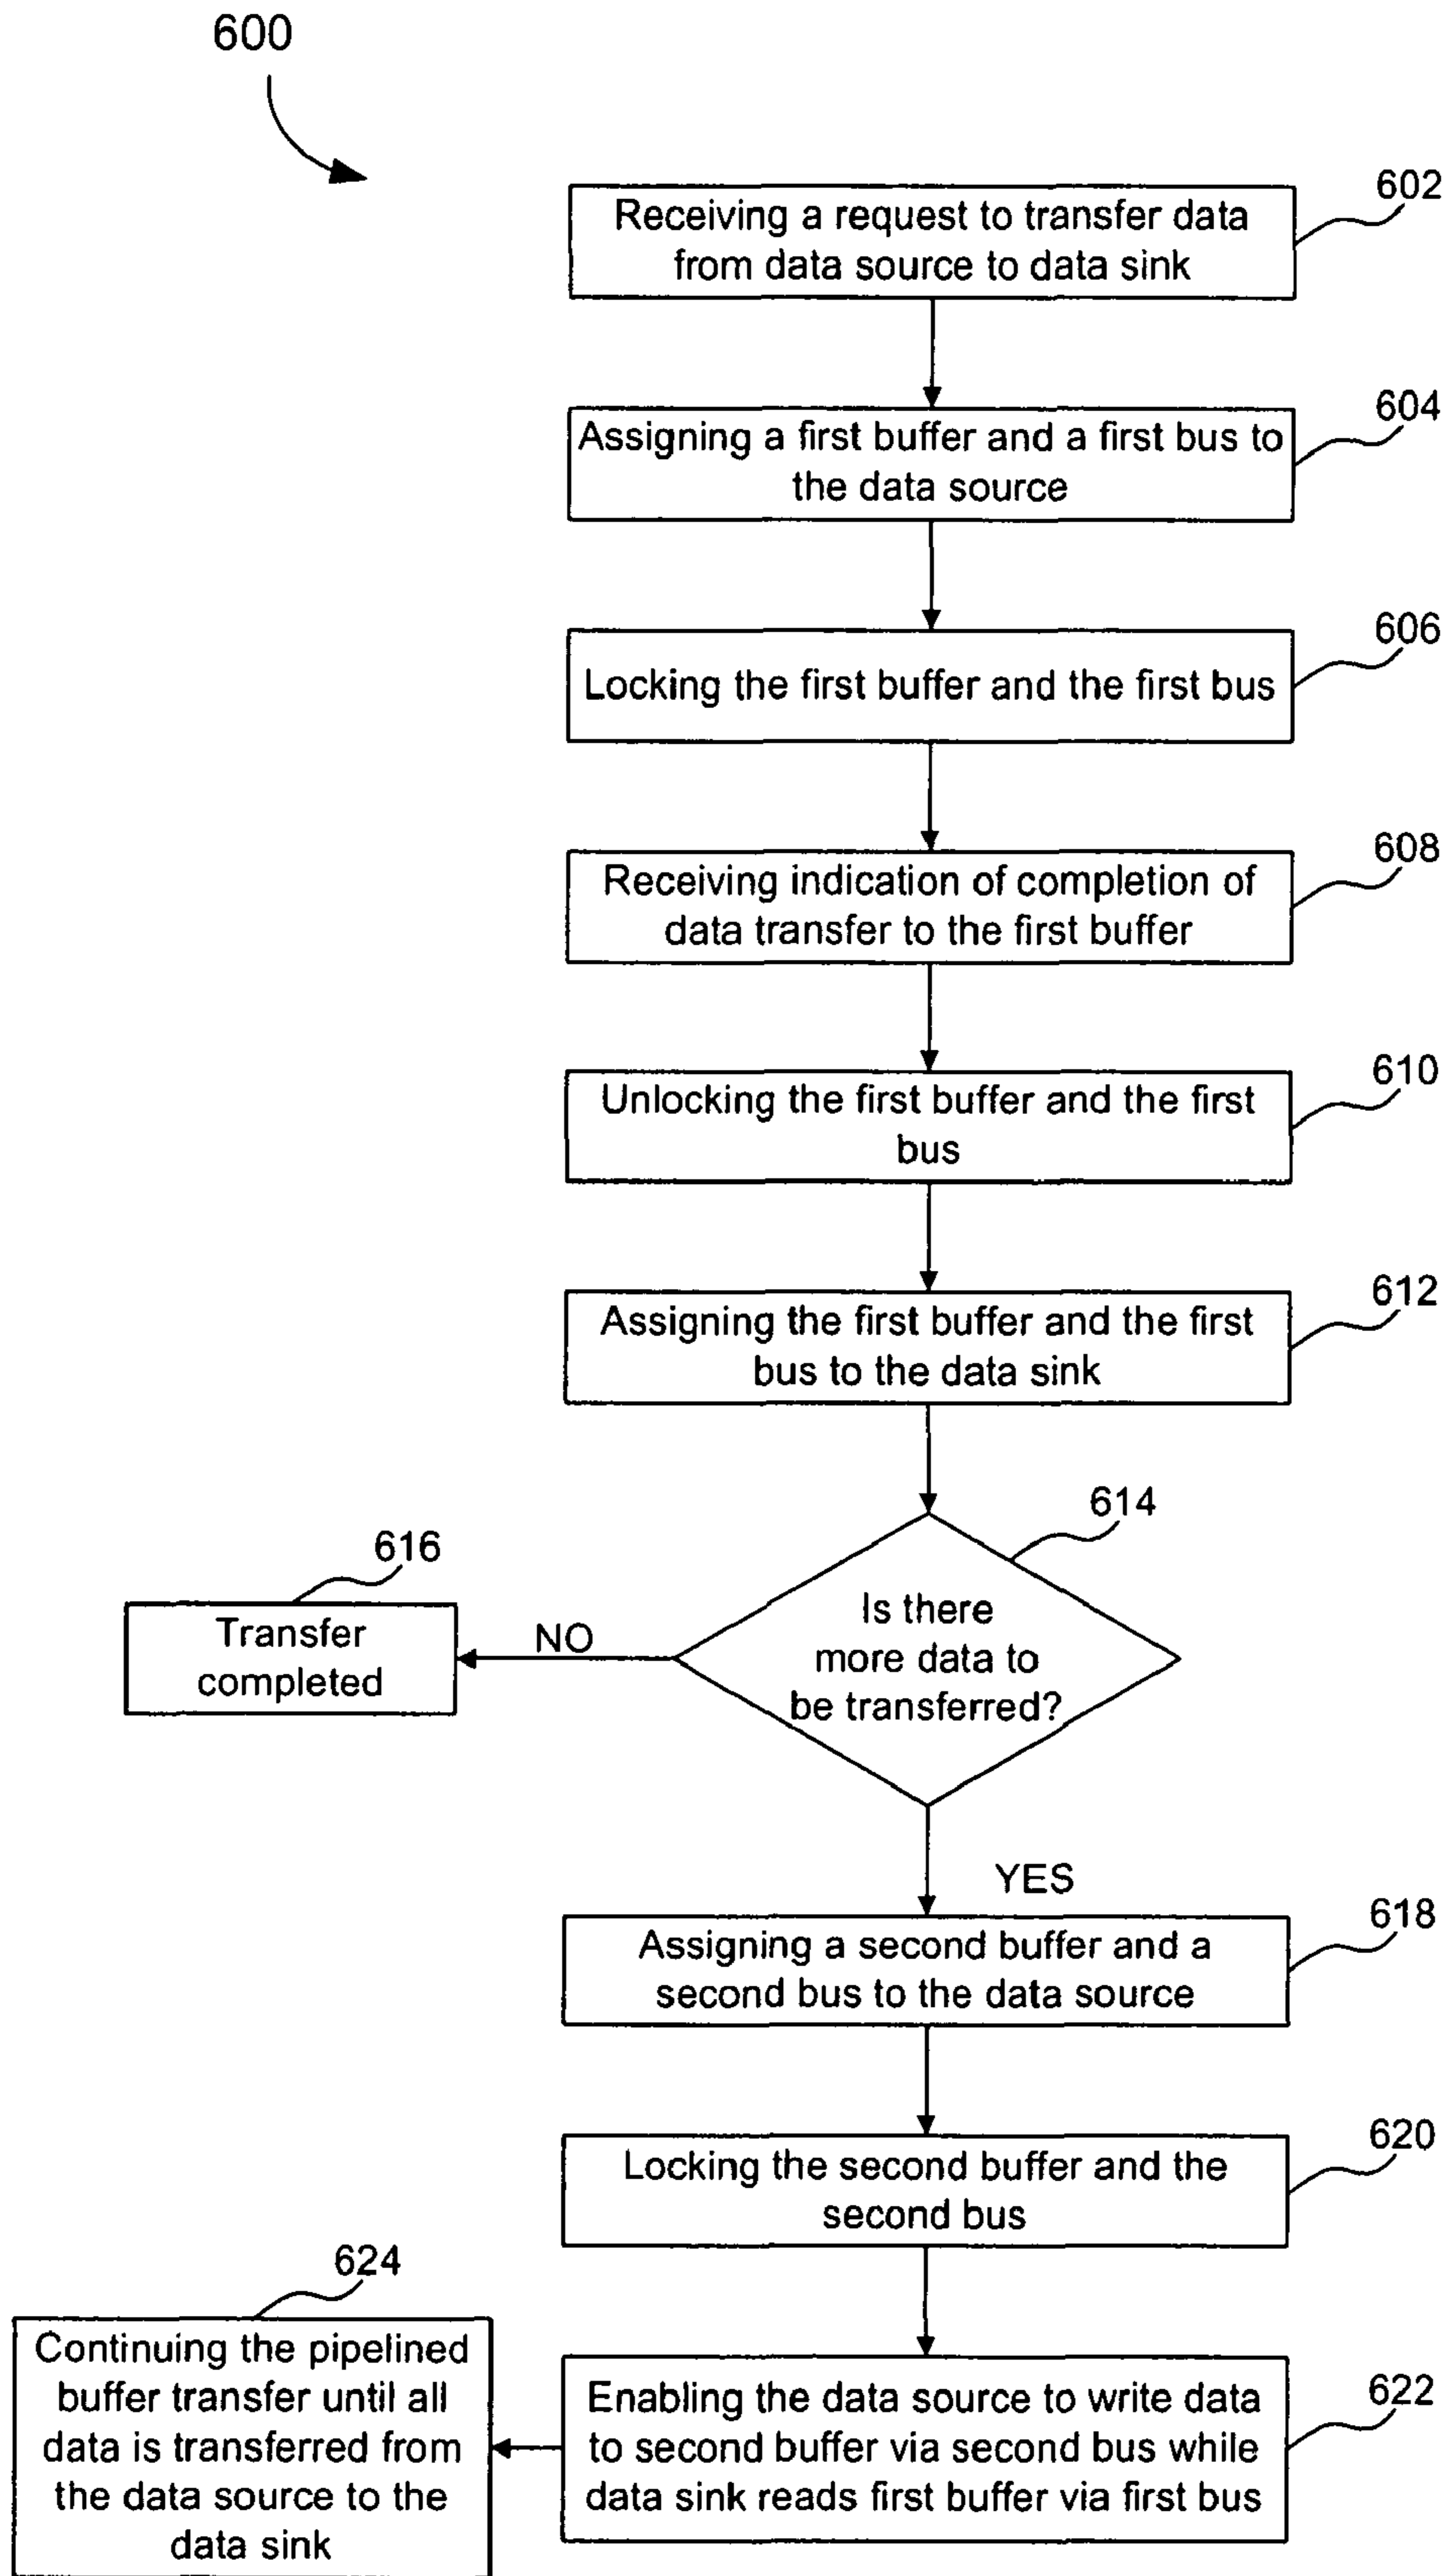 600
602
Receiving a request to transfer data
from data source to data sink
604
Assigning a first buffer and a first bus to
the data source
606
Locking the first buffer and the first bus
608
Receiving indication of completion of
data transfer to the first buffer
610
Unlocking the first buffer and the first
bus
612
Assigning the first buffer and the first
bus to the data sink
614
Is there
more data to
be transferred?
NO
616
Transfer
completed
YES
618
Assigning a second buffer and a
second bus to the data source
620
Locking the second buffer and the
second bus
622
Enabling the data source to write data
to second buffer via second bus while
data sink reads first buffer via first bus
624
Continuing the pipelined
buffer transfer until all
data is transferred from
the data source to the
data sink